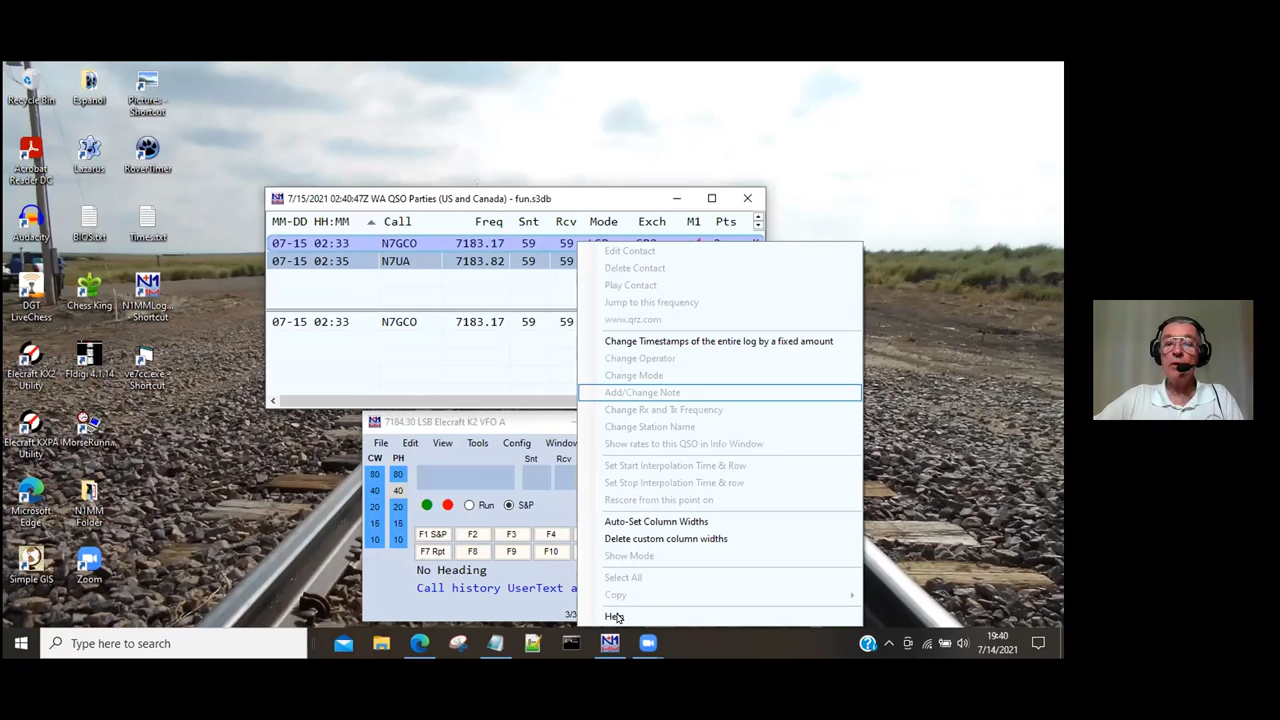 Recycle Bin
Espanol
Pictures -
Shortcut
Acrobat
Reader DC
Lazarus
RoverTimer
Audacity
BIOS.txt
Times.txt
DGT
LiveChess
Chess King
N1MMLog...
- Shortcut
Elecraft KX2
Utility
Fldigi 4.1.14
ve7cc.exe -
Shortcut
Elecraft KXPA
Utility
MorseRunn...
Microsoft
Edge
N1MM
Folder
Simple GIS
Zoom
7/15/2021 02:40:47Z WA QSO Parties (US and Canada) - fun.s3db
MM-DD HH:MM Call Freq Snt Rcv Mode Exch M1 Pts
07-15 02:33 N7GCO 7183.17 59 59
07-15 02:35 N7UA 7183.82 59 59
07-15 02:33 N7GCO 7183.17 59 59
7184.30 LSB Elecraft K2 VFO A
File Edit View Tools Config Window
CW PH Snt Rcv
80 80
40 40
20 20
15 15
10 10
Run S&P
F1 S&P F2 F3 F4
F7 Rpt F8 F9 F10
No Heading
Call history UserText a
Edit Contact
Delete Contact
Play Contact
Jump to this frequency
www.qrz.com
Change Timestamps of the entire log by a fixed amount
Change Operator
Change Mode
Add/Change Note
Change Rx and Tx Frequency
Change Station Name
Show rates to this QSO in Info Window
Set Start Interpolation Time & Row
Set Stop Interpolation Time & row
Rescore from this point on
Auto-Set Column Widths
Delete custom column widths
Show Mode
Select All
Copy
Help
Type here to search
19:40
7/14/2021